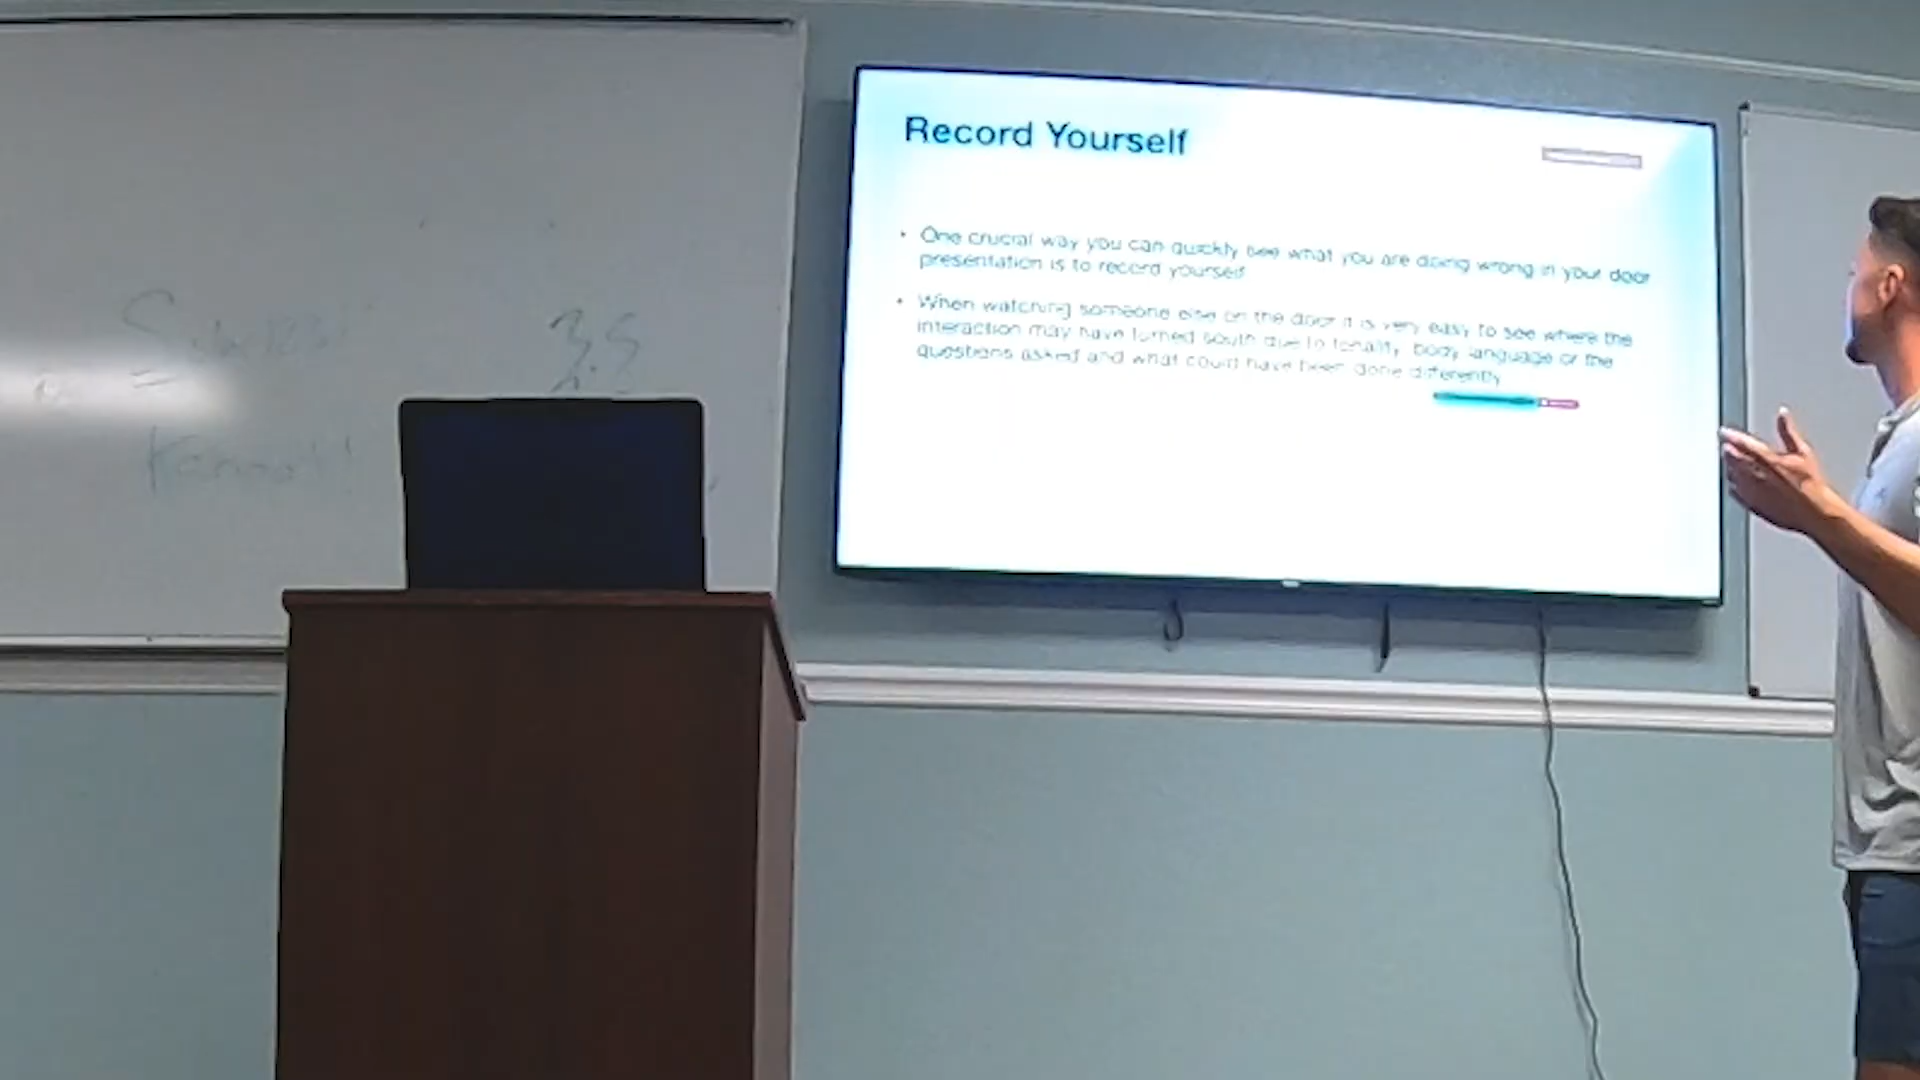 Record Yourself
• One crucial way you can quickly see what you are doing wrong in your door
presentation is to record yourself
• When watching someone else on the door it is very easy to see where the
interaction may have turned south due to tonality, body language or the
questions asked and what could have been done differently
3.5